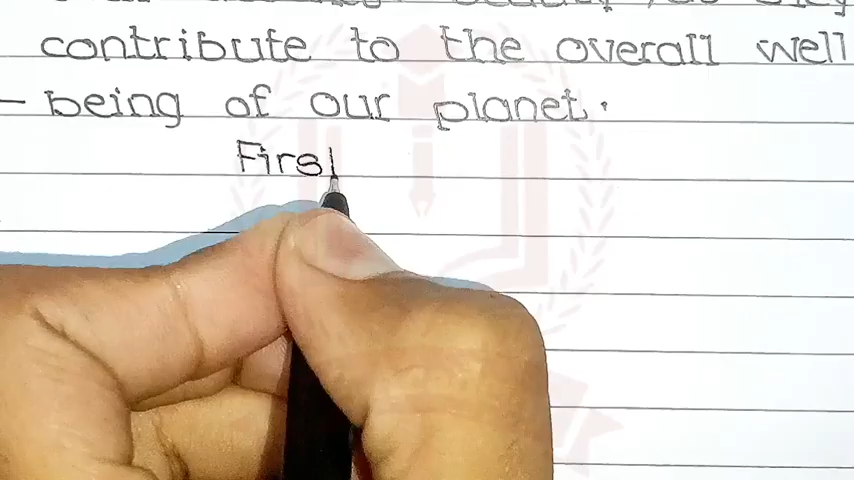 contribute to the overall well
- being of our planet.
Firs